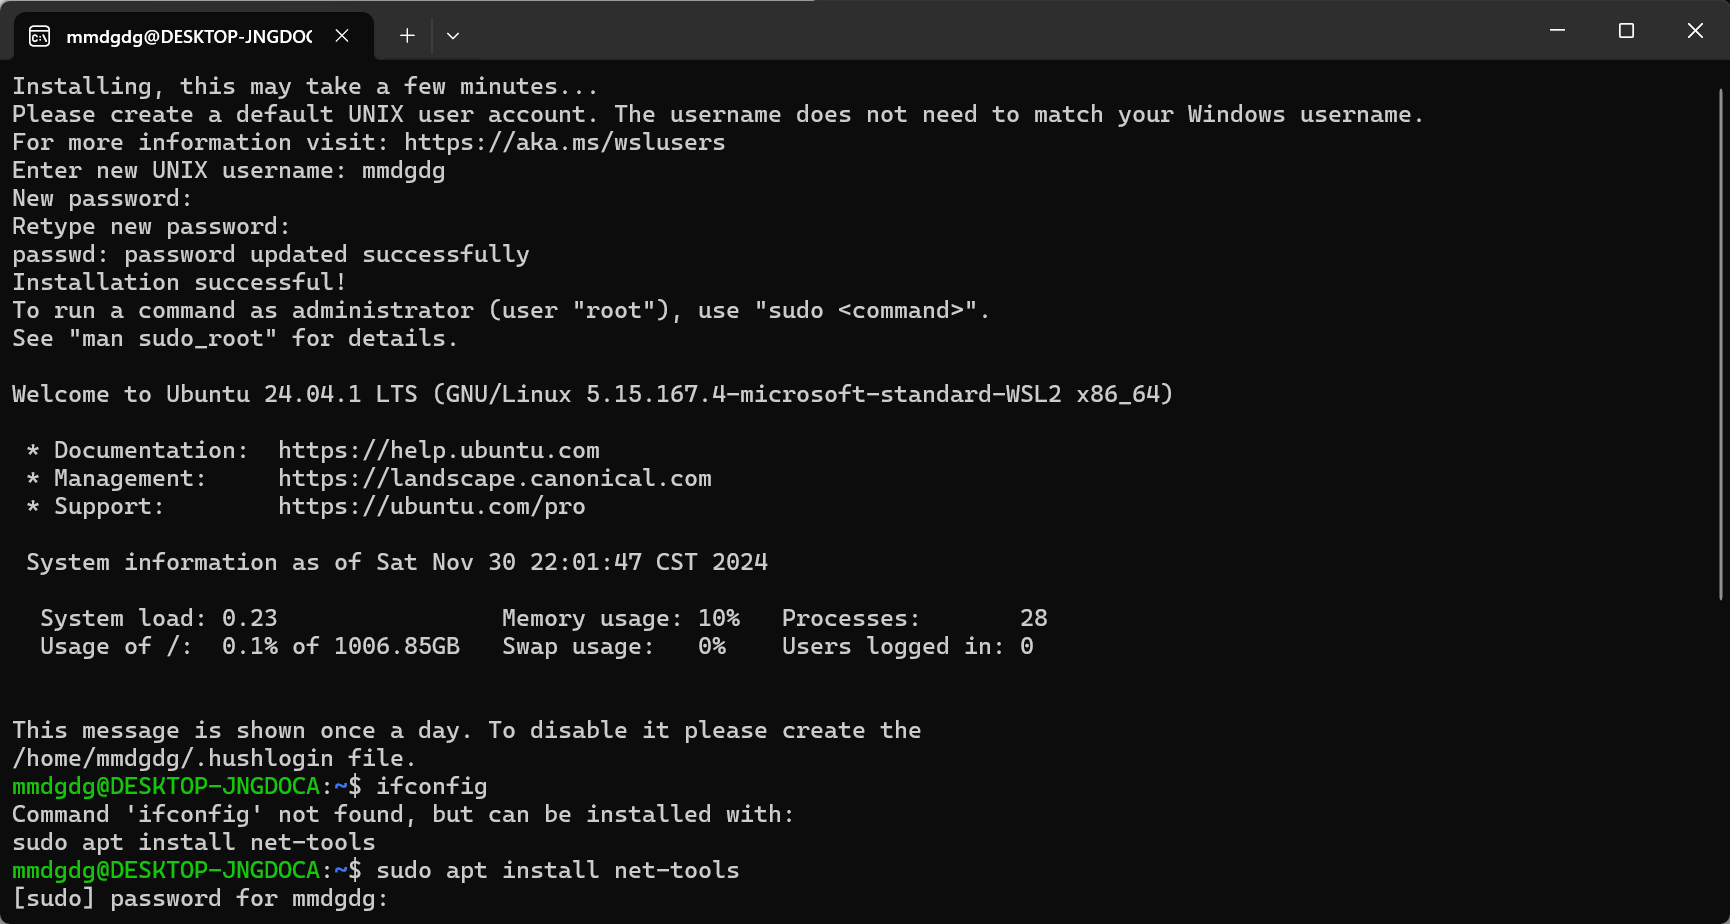 mmdgdg@DESKTOP-JNGDOC
Installing, this may take a few minutes...
Please create a default UNIX user account. The username does not need to match your Windows username.
For more information visit: https://aka.ms/wslusers
Enter new UNIX username: mmdgdg
New password:
Retype new password:
passwd: password updated successfully
Installation successful!
To run a command as administrator (user "root"), use "sudo <command>".
See "man sudo_root" for details.
Welcome to Ubuntu 24.04.1 LTS (GNU/Linux 5.15.167.4-microsoft-standard-WSL2 x86_64)
* Documentation:  https://help.ubuntu.com
* Management:     https://landscape.canonical.com
* Support:        https://ubuntu.com/pro
System information as of Sat Nov 30 22:01:47 CST 2024
System load: 0.23                Memory usage: 10%   Processes:       28
Usage of /:  0.1% of 1006.85GB   Swap usage:   0%    Users logged in: 0
This message is shown once a day. To disable it please create the
/home/mmdgdg/.hushlogin file.
mmdgdg@DESKTOP-JNGDOCA:~$ ifconfig
Command 'ifconfig' not found, but can be installed with:
sudo apt install net-tools
mmdgdg@DESKTOP-JNGDOCA:~$ sudo apt install net-tools
[sudo] password for mmdgdg: